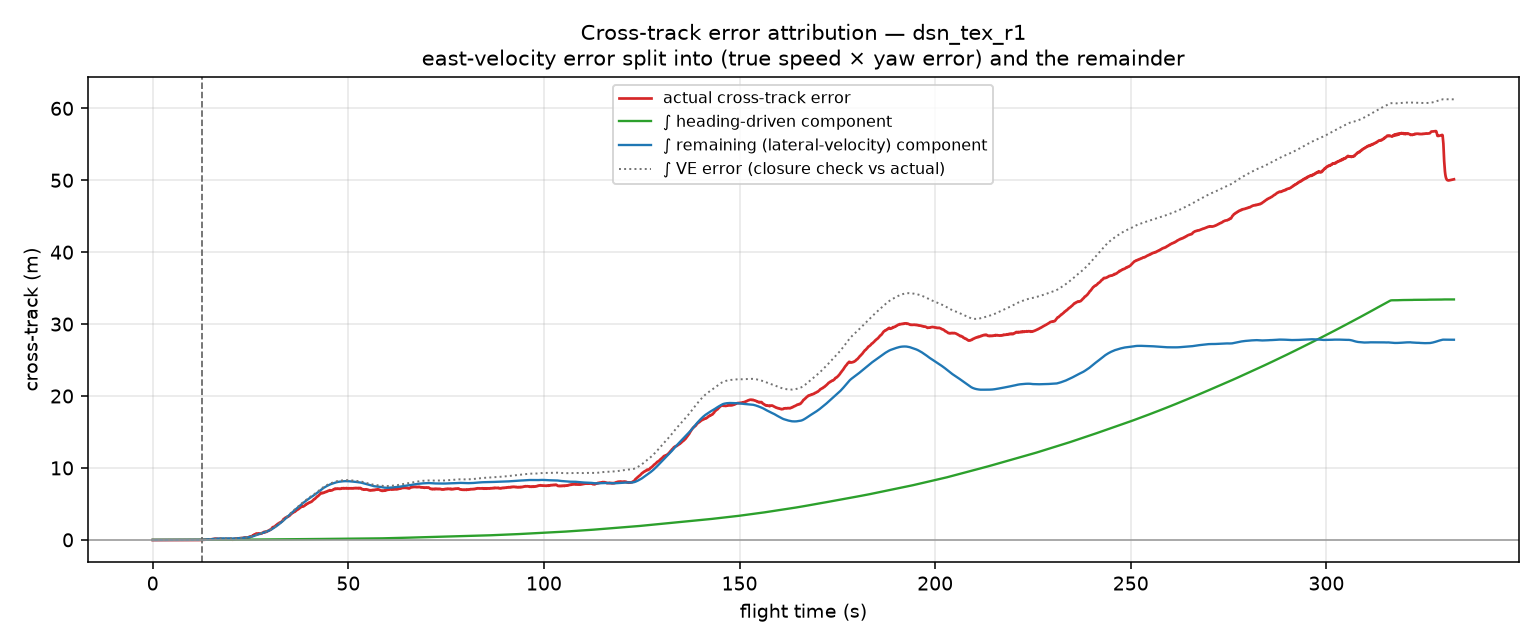 Cross-track error attribution — dsn_tex_r1
east-velocity error split into (true speed × yaw error) and the remainder
actual cross-track error
∫ heading-driven component
∫ remaining (lateral-velocity) component
∫ VE error (closure check vs actual)
60
50
40
30
20
10
0
cross-track (m)
0 50 100 150 200 250 300
flight time (s)